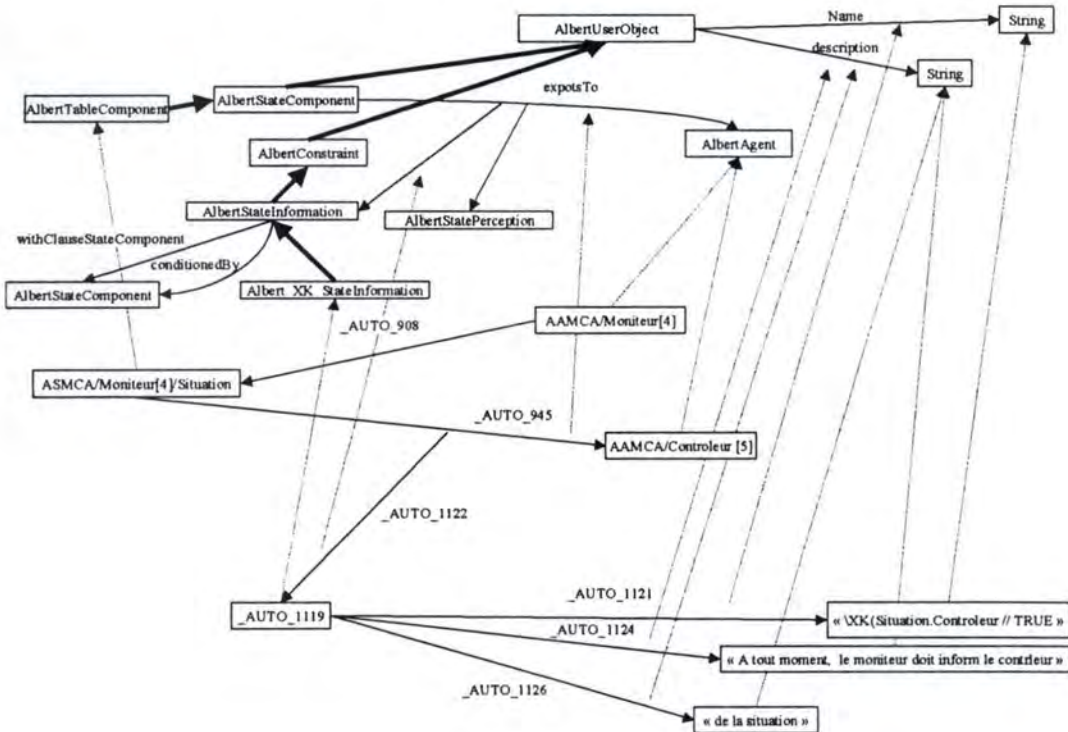 Name
String
AlbertUserObject
description
String
AlbertTableComponent
AlbertStateComponent
expotsTo
AlbertConstraint
AlbertAgent
AlbertStateInformation
AlbertStatePerception
withClauseStateComponent
conditionedBy
AlbertStateComponent
Albert_XK_StateInformation
_AUTO_908
AAMCA/Moniteur[4]
ASMCA/Moniteur[4]/Situation
_AUTO_945
AAMCA/Controleur [5]
_AUTO_1122
_AUTO_1121
_AUTO_1119
« \XK(Situation.Controleur // TRUE »
_AUTO_1124
« A tout moment, le moniteur doit inform le contrleur »
_AUTO_1126
« de la situation »